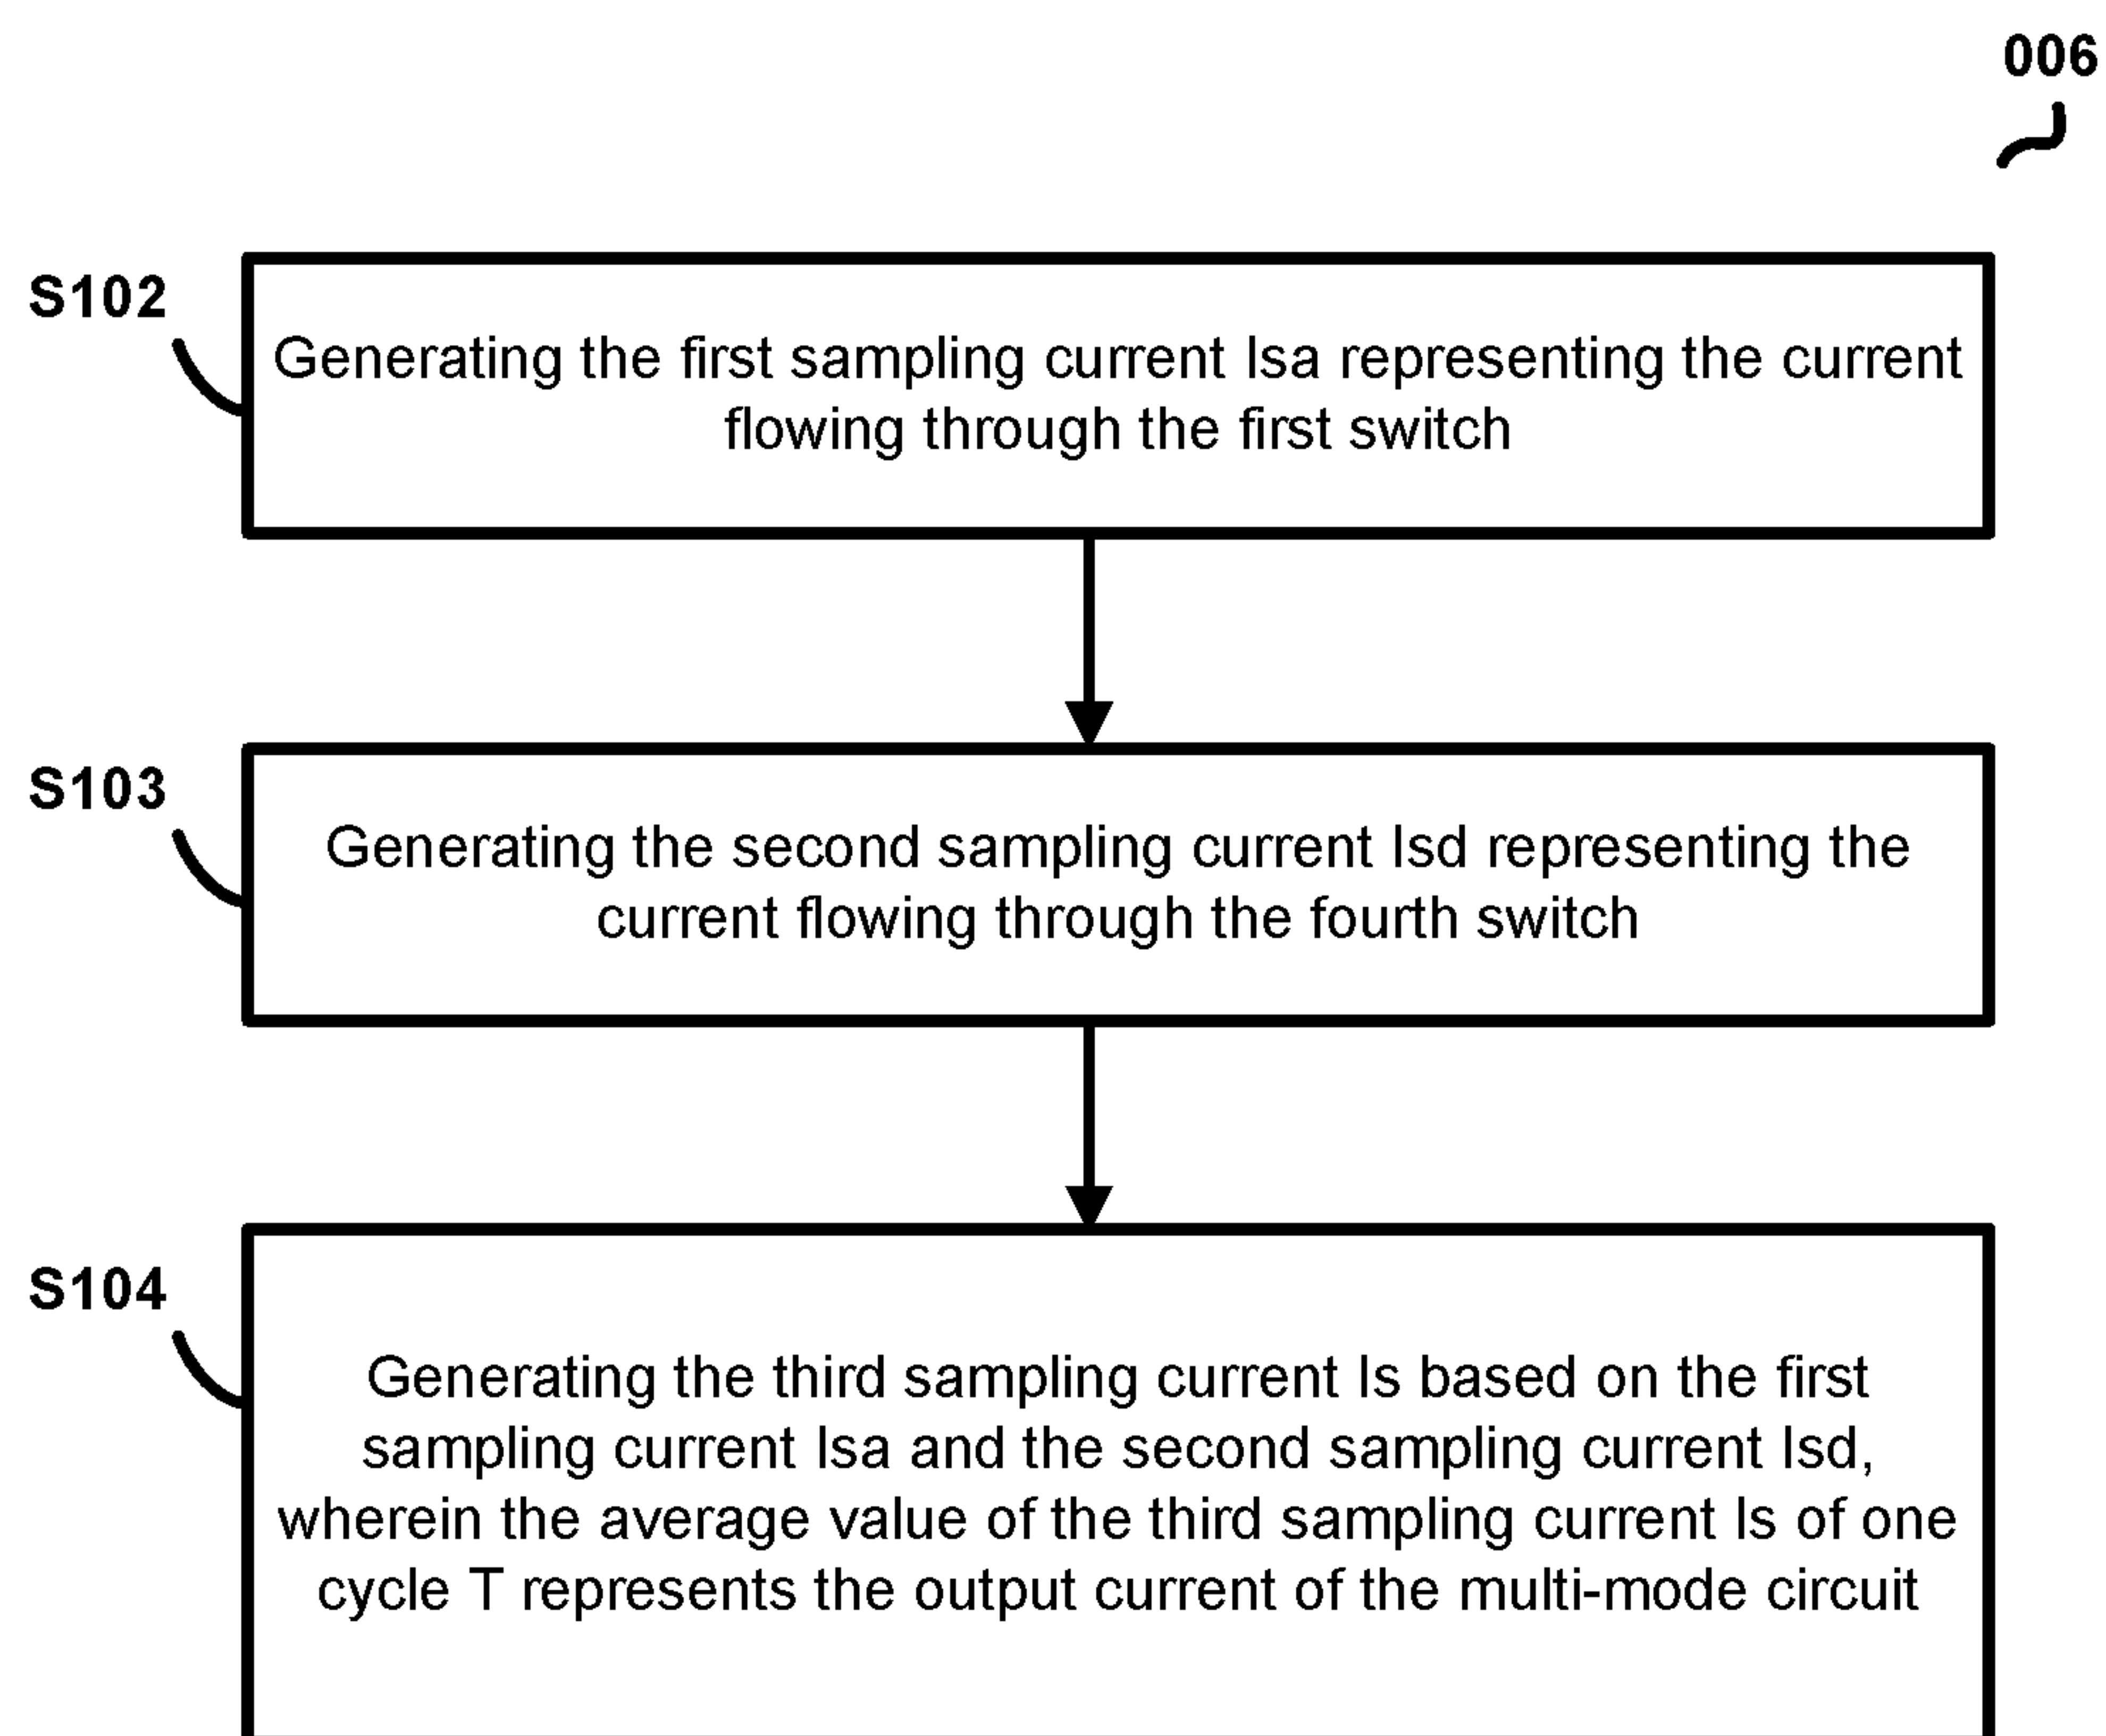 006
S102
Generating the first sampling current Isa representing the current
flowing through the first switch
S103
Generating the second sampling current Isd representing the
current flowing through the fourth switch
S104
Generating the third sampling current Is based on the first
sampling current Isa and the second sampling current Isd,
wherein the average value of the third sampling current Is of one
cycle T represents the output current of the multi-mode circuit